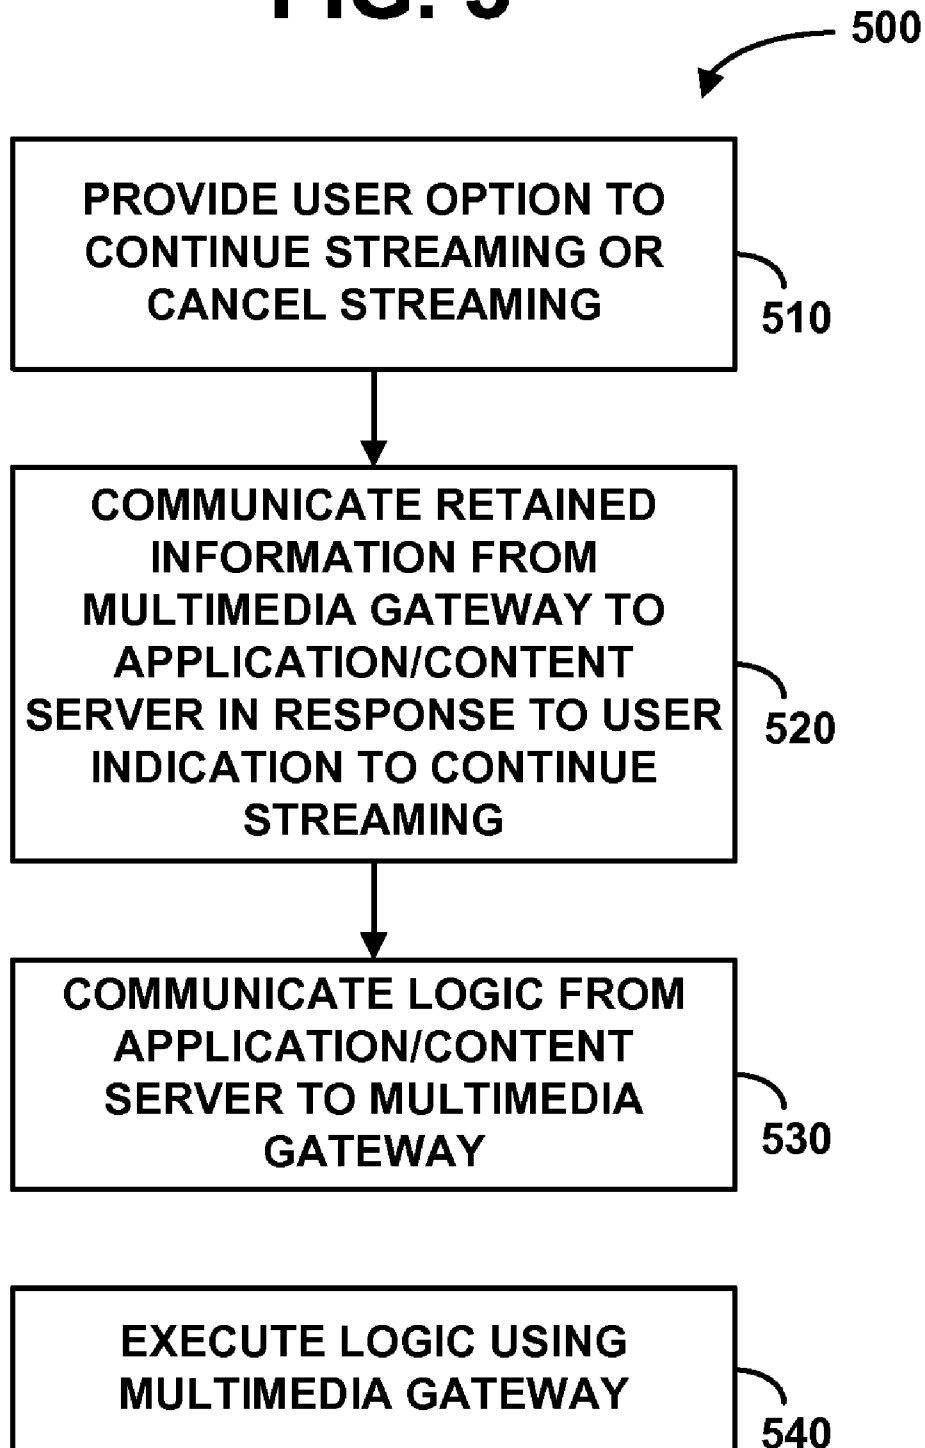 FIG. 5
500
PROVIDE USER OPTION TO
CONTINUE STREAMING OR
CANCEL STREAMING
510
COMMUNICATE RETAINED
INFORMATION FROM
MULTIMEDIA GATEWAY TO
APPLICATION/CONTENT
SERVER IN RESPONSE TO USER
INDICATION TO CONTINUE
STREAMING
520
COMMUNICATE LOGIC FROM
APPLICATION/CONTENT
SERVER TO MULTIMEDIA
GATEWAY
530
EXECUTE LOGIC USING
MULTIMEDIA GATEWAY
540